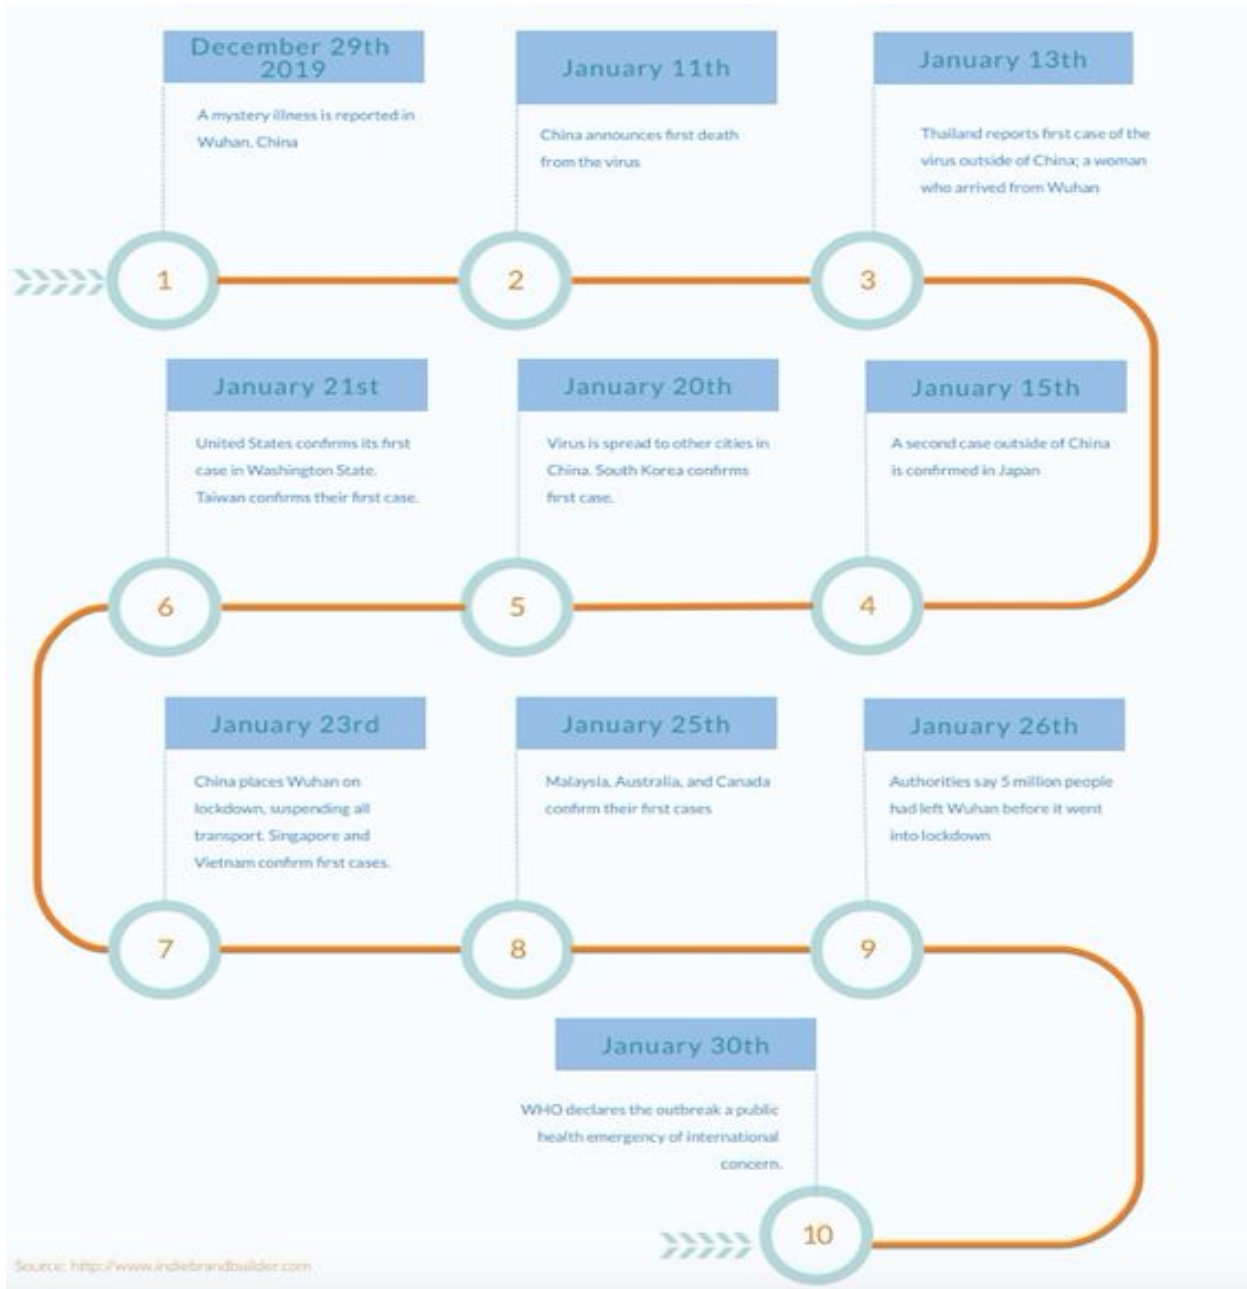 December 29th
2019
A mystery illness is reported in
Wuhan, China
1
January 11th
China announces first death
from the virus
2
January 13th
Thailand reports first case of the
virus outside of China; a woman
who arrived from Wuhan
3
January 15th
A second case outside of China
is confirmed in Japan
4
January 20th
Virus is spread to other cities in
China. South Korea confirms
first case.
5
January 21st
United States confirms its first
case in Washington State.
Taiwan confirms their first case.
6
January 23rd
China places Wuhan on
lockdown, suspending all
transport. Singapore and
Vietnam confirm first cases.
7
January 25th
Malaysia, Australia, and Canada
confirm their first cases
8
January 26th
Authorities say 5 million people
had left Wuhan before it went
into lockdown
9
January 30th
WHO declares the outbreak a public
health emergency of international
concern.
10
Source: http://www.indiebrandbuilder.com